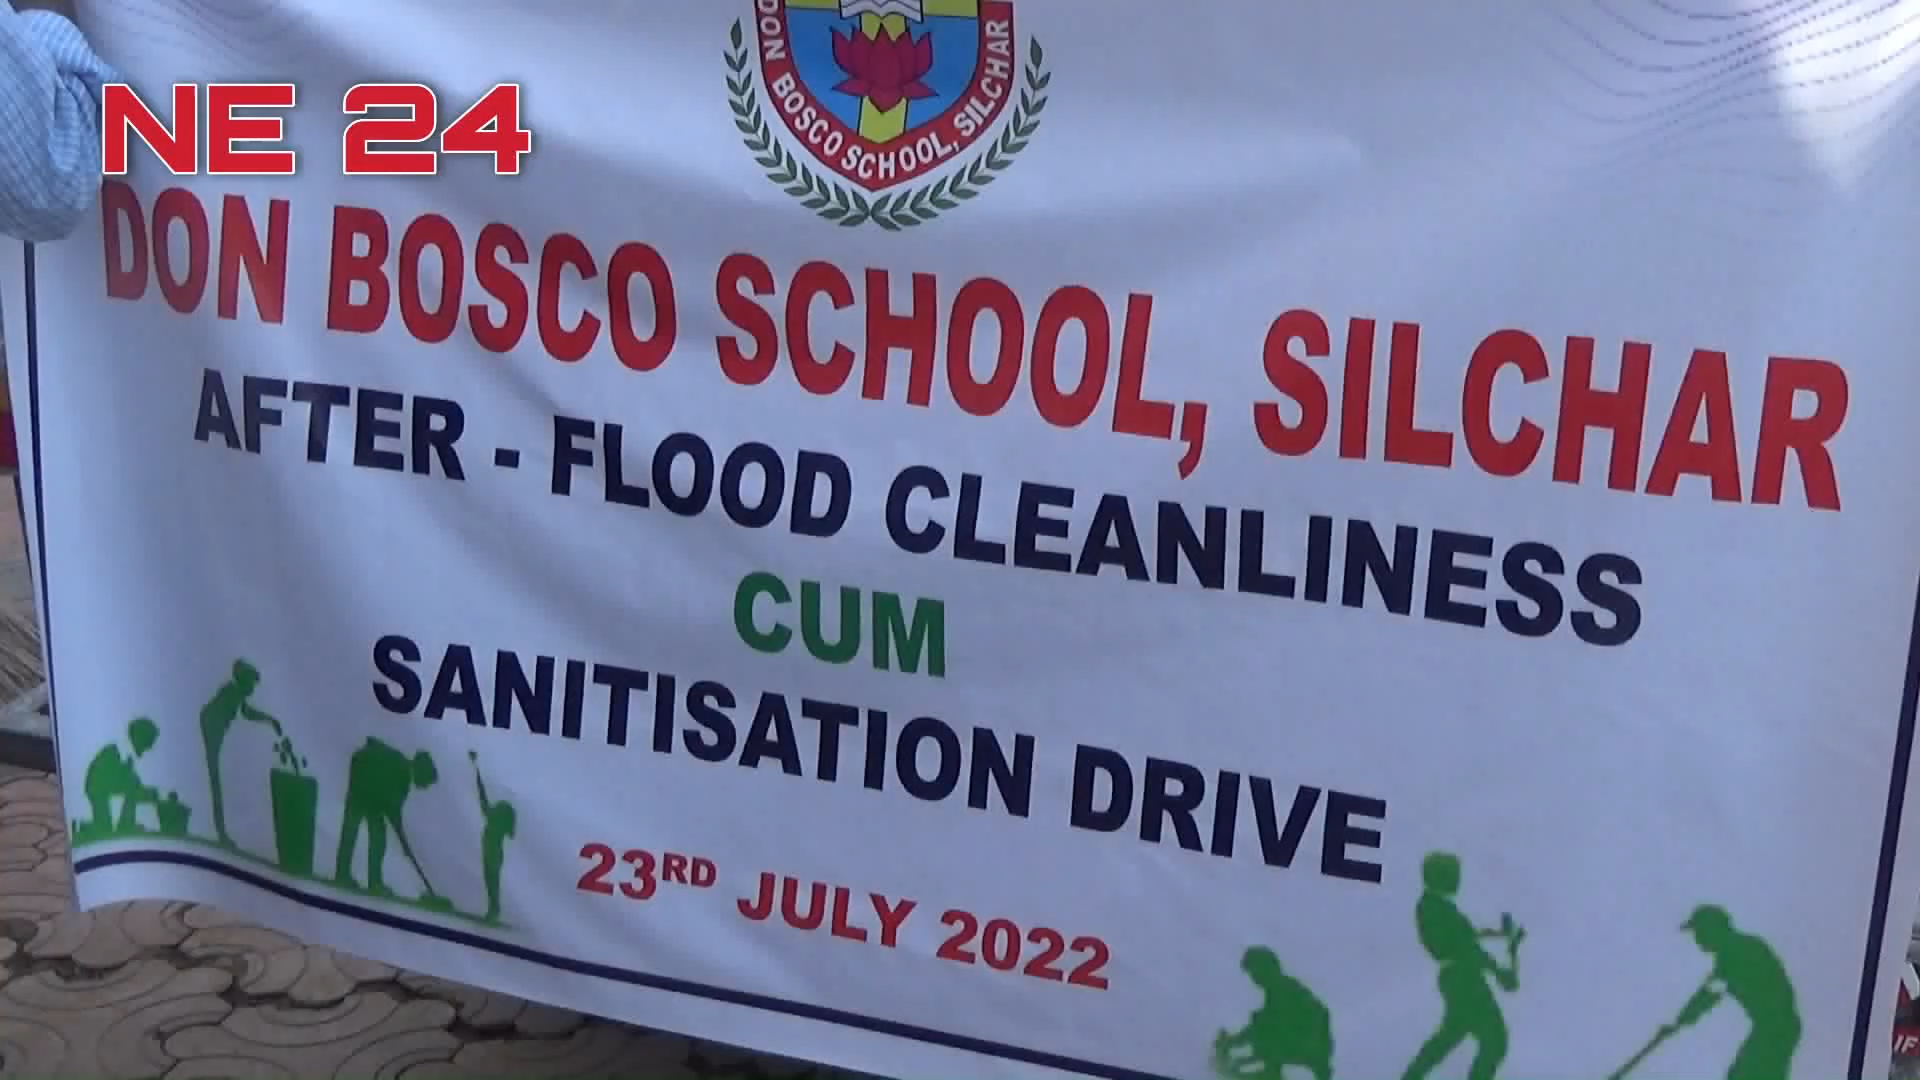 NE 24
DON BOSCO SCHOOL, SILCHAR
DON BOSCO SCHOOL, SILCHAR
AFTER - FLOOD CLEANLINESS
CUM
SANITISATION DRIVE
23RD JULY 2022
IF